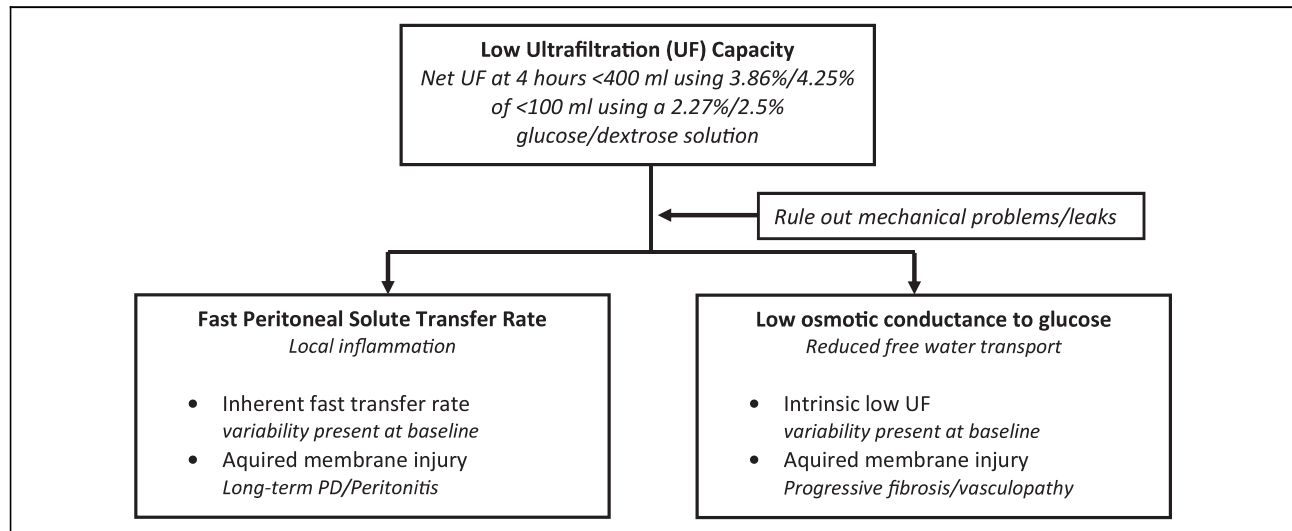 Low Ultrafiltration (UF) Capacity
Net UF at 4 hours <400 ml using 3.86%/4.25%
of <100 ml using a 2.27%/2.5%
glucose/dextrose solution
Rule out mechanical problems/leaks
Fast Peritoneal Solute Transfer Rate
Local inflammation
• Inherent fast transfer rate
variability present at baseline
• Aquired membrane injury
Long-term PD/Peritonitis
Low osmotic conductance to glucose
Reduced free water transport
• Intrinsic low UF
variability present at baseline
• Aquired membrane injury
Progressive fibrosis/vasculopathy